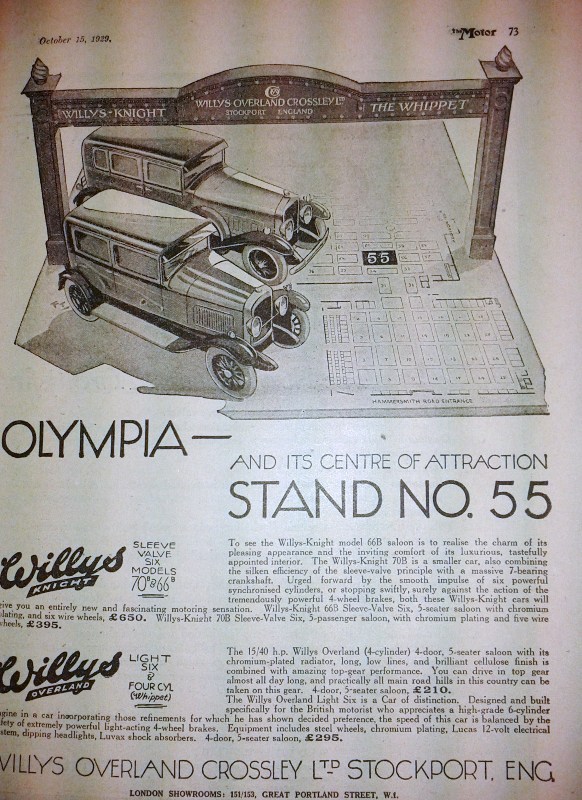 October 15, 1929.
The Motor 73
WILLYS-KNIGHT
WILLYS OVERLAND CROSSLEY LTD
STOCKPORT ENGLAND
THE WHIPPET
55
HAMMERSMITH ROAD ENTRANCE
OLYMPIA—
AND ITS CENTRE OF ATTRACTION
STAND NO. 55
Willys
KNIGHT
SLEEVE
VALVE
SIX
MODELS
70B & 66B
To see the Willys-Knight model 66B saloon is to realise the charm of its
pleasing appearance and the inviting comfort of its luxurious, tastefully
appointed interior. The Willys-Knight 70B is a smaller car, also combining
the silken efficiency of the sleeve-valve principle with a massive 7-bearing
crankshaft. Urged forward by the smooth impulse of six powerful
synchronised cylinders, or stopping swiftly, surely against the action of the
tremendously powerful 4-wheel brakes, both these Willys-Knight cars will
give you an entirely new and fascinating motoring sensation. Willys-Knight 66B Sleeve-Valve Six, 5-seater saloon with chromium
plating, and six wire wheels, £650. Willys-Knight 70B Sleeve-Valve Six, 5-passenger saloon, with chromium plating and five wire
wheels, £395.
Willys
OVERLAND
LIGHT
SIX
&
FOUR CYL
(Whippet)
The 15/40 h.p. Willys Overland (4-cylinder) 4-door, 5-seater saloon with its
chromium-plated radiator, long, low lines, and brilliant cellulose finish is
combined with amazing top-gear performance. You can drive in top gear
almost all day long, and practically all main road hills in this country can be
taken on this gear. 4-door, 5-seater saloon, £210.
The Willys Overland Light Six is a Car of distinction. Designed and built
specifically for the British motorist who appreciates a high-grade 6-cylinder
engine in a car incorporating those refinements for which he has shown decided preference, the speed of this car is balanced by the
safety of extremely powerful light-acting 4-wheel brakes. Equipment includes steel wheels, chromium plating, Lucas 12-volt electrical
system, dipping headlights, Luvax shock absorbers. 4-door, 5-seater saloon, £295.
WILLYS OVERLAND CROSSLEY LTD STOCKPORT, ENG.
LONDON SHOWROOMS: 151/153, GREAT PORTLAND STREET, W.1.